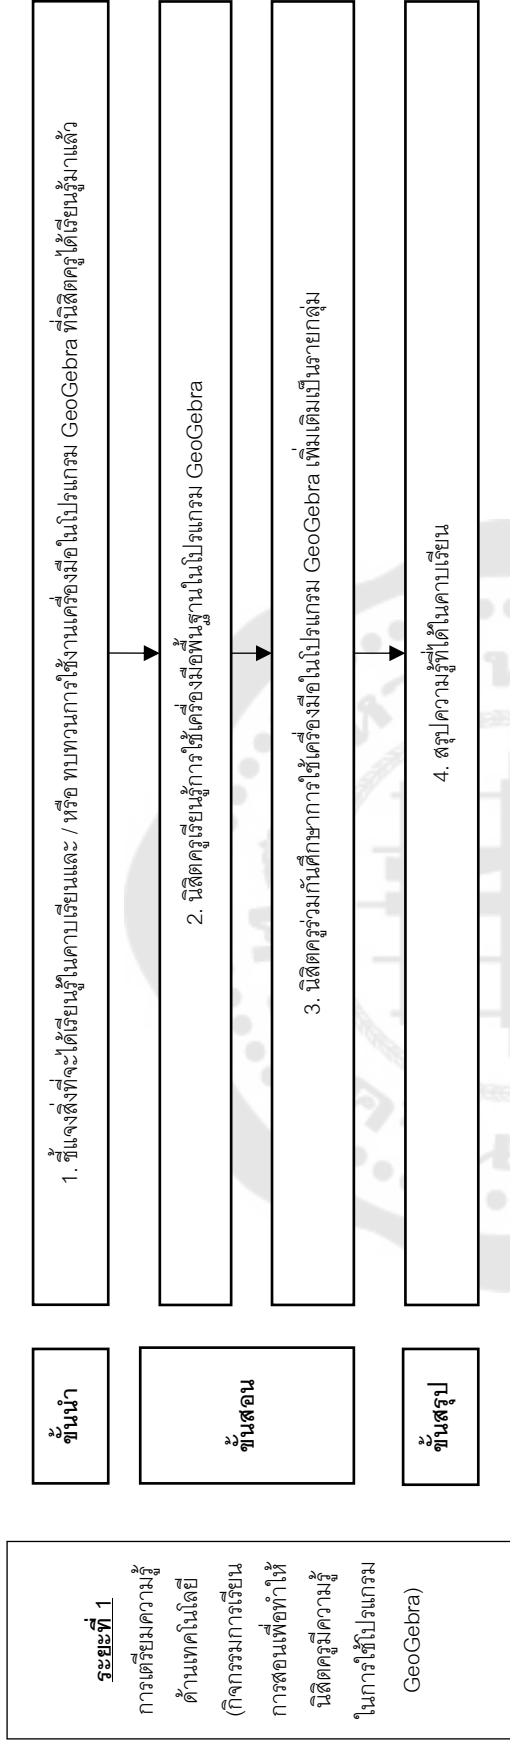 ระยะที่ 1
การเตรียมความรู้
ด้านเทคโนโลยี
(กิจกรรมการเรียน
การสอนเพื่อทำให้
นิสิตครูมีความรู้
ในการใช้โปรแกรม
GeoGebra)
ขั้นนำ
1. ชี้แจงสิ่งที่จะได้เรียนรู้ในคาบเรียนและ / หรือ ทบทวนการใช้งานเครื่องมือในโปรแกรม GeoGebra ที่นิสิตครูได้เรียนรู้มาแล้ว
ขั้นสอน
2. นิสิตครูเรียนรู้การใช้เครื่องมือพื้นฐานในโปรแกรม GeoGebra
3. นิสิตครูร่วมกันศึกษาการใช้เครื่องมือในโปรแกรม GeoGebra เพิ่มเติมเป็นรายกลุ่ม
ขั้นสรุป
4. สรุปความรู้ที่ได้ในคาบเรียน